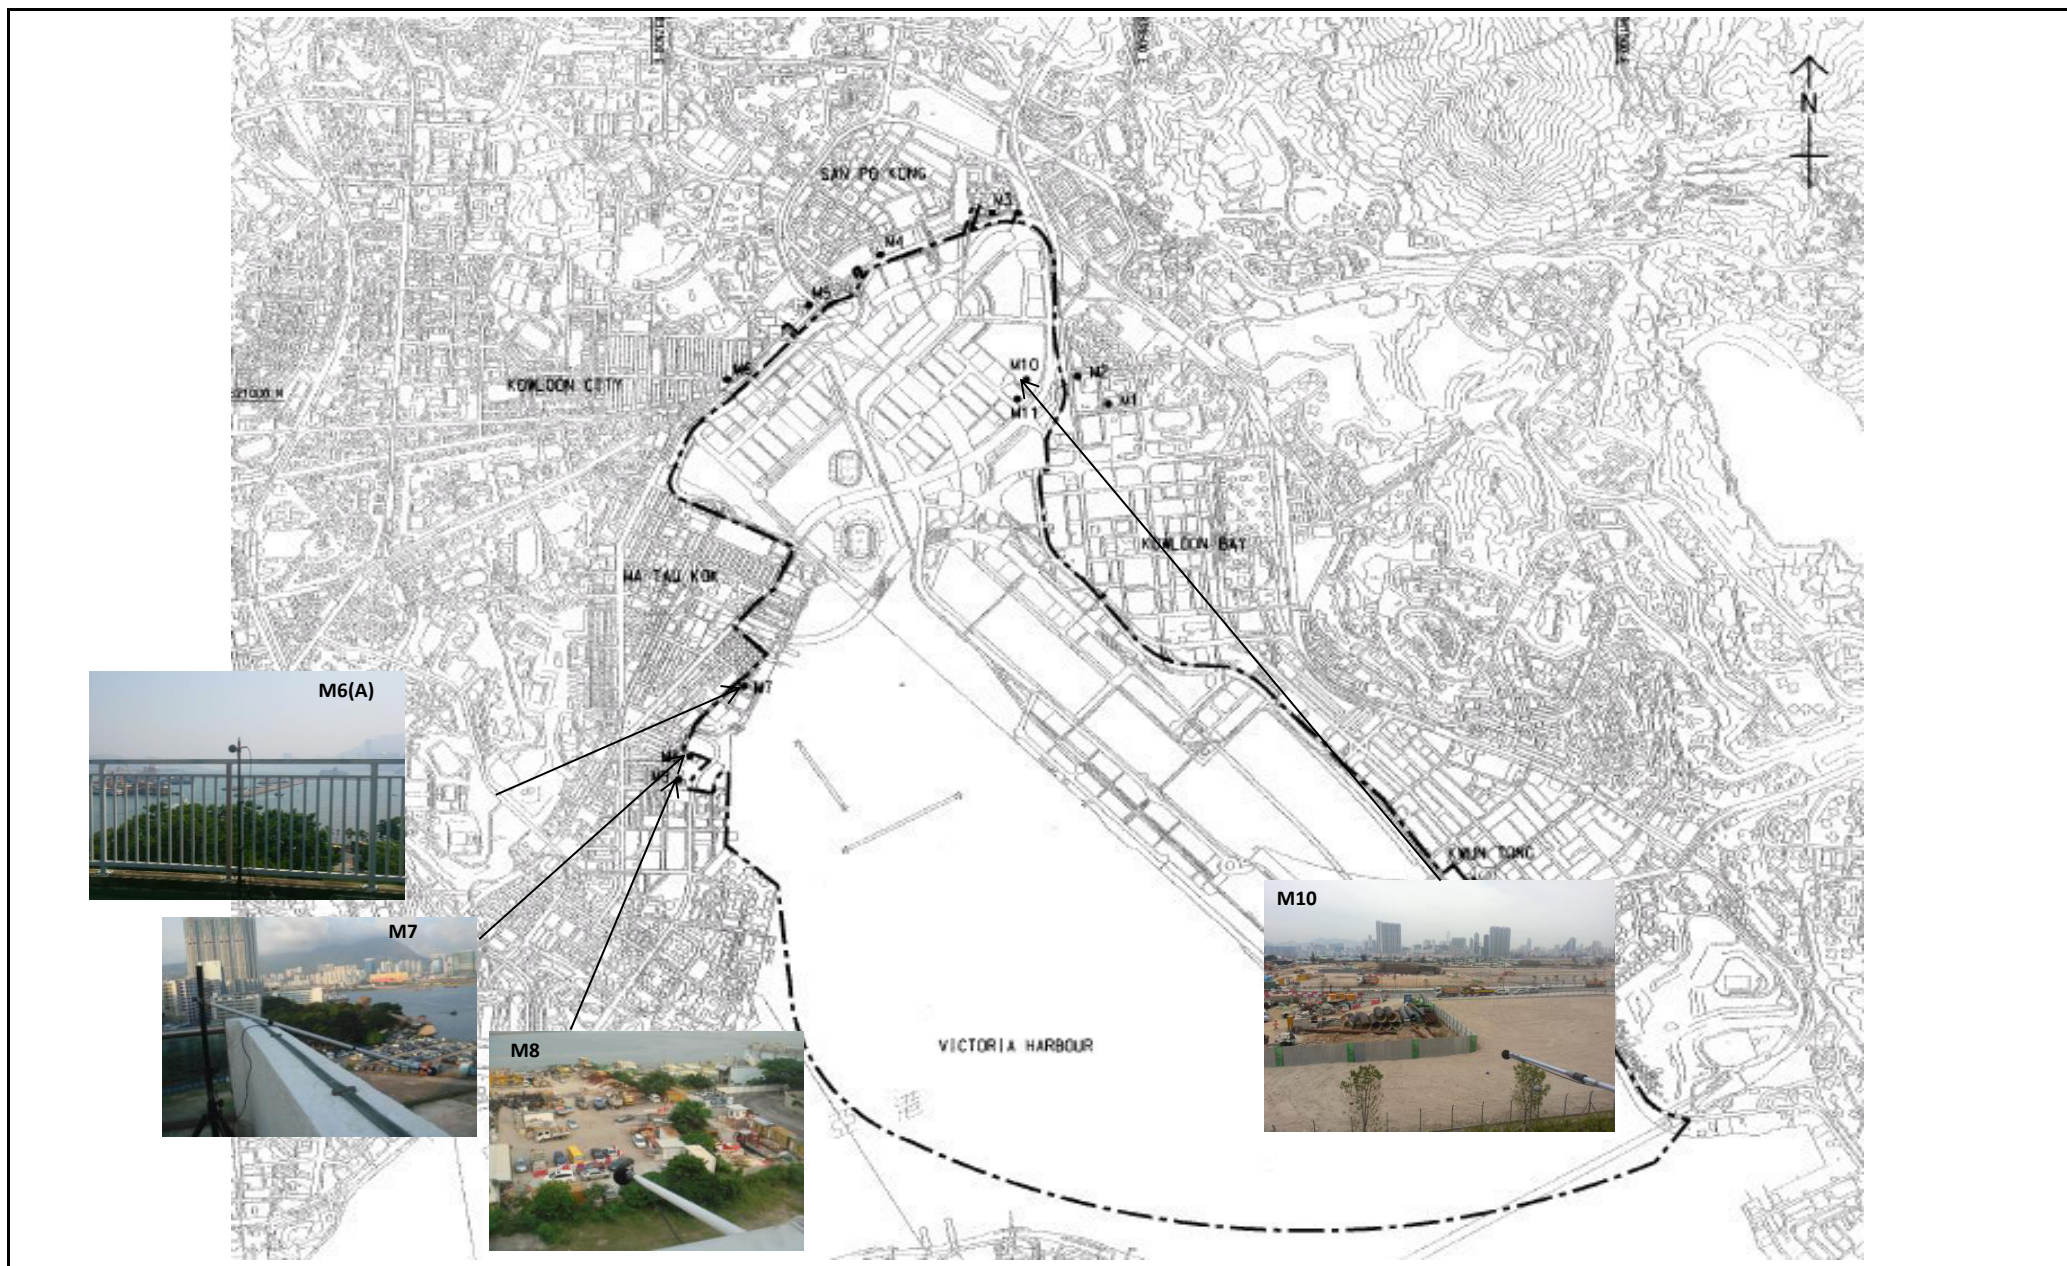 N
SAN PO KONG
M3
M4
M5
M6
KOWLOON CITY
M10
M2
M11
M1
KOWLOON BAY
MA TAU KOK
M7
M6(A)
M7
M8
M10
KWUN TONG
VICTORIA HARBOUR
港